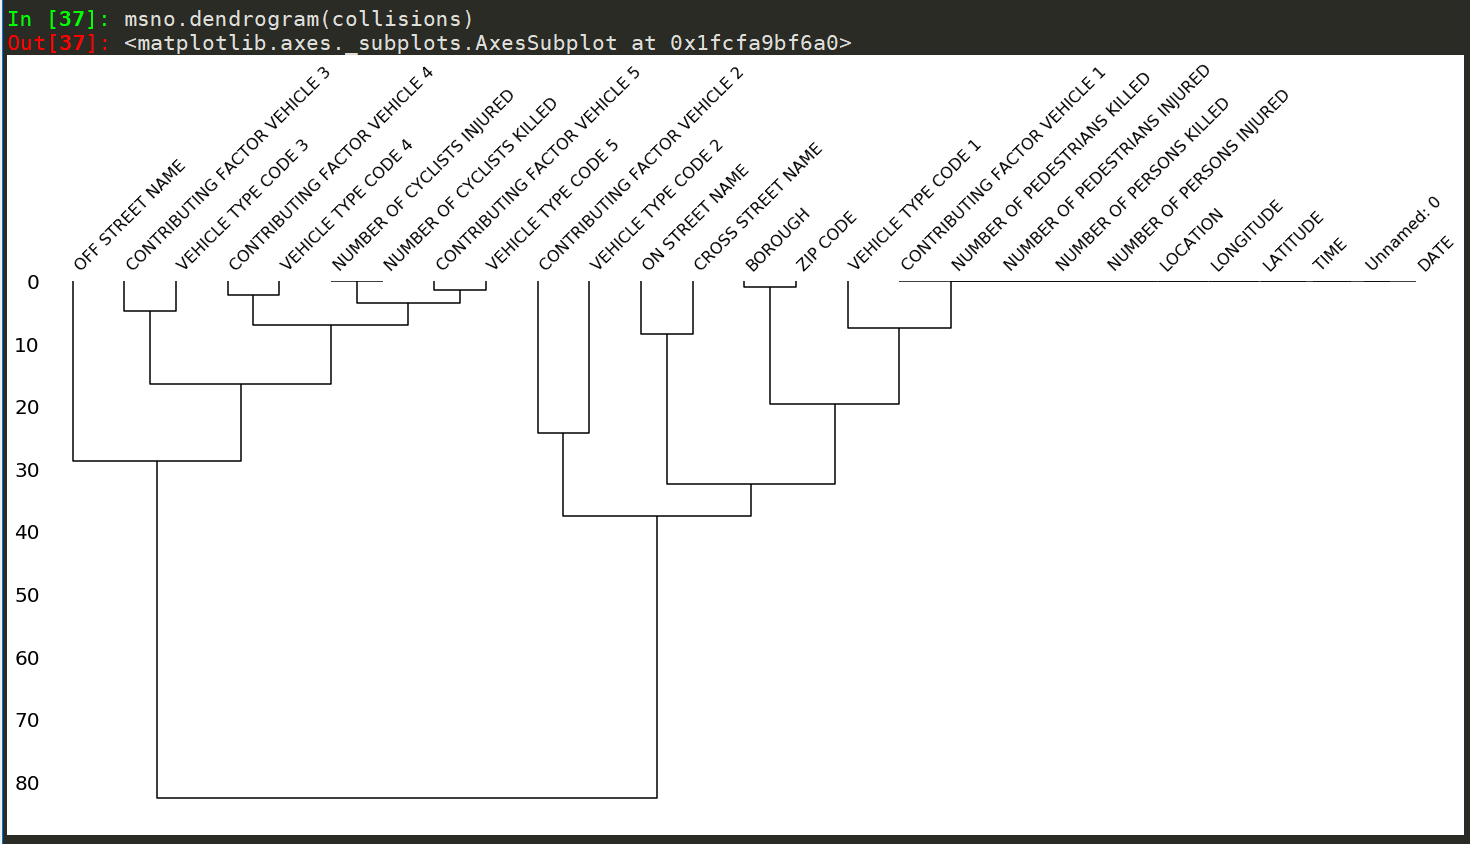 In [37]: msno.dendrogram(collisions)
Out[37]: <matplotlib.axes._subplots.AxesSubplot at 0x1fcfa9bf6a0>
OFF STREET NAME
CONTRIBUTING FACTOR VEHICLE 3
VEHICLE TYPE CODE 3
CONTRIBUTING FACTOR VEHICLE 4
VEHICLE TYPE CODE 4
NUMBER OF CYCLISTS INJURED
NUMBER OF CYCLISTS KILLED
CONTRIBUTING FACTOR VEHICLE 5
VEHICLE TYPE CODE 5
CONTRIBUTING FACTOR VEHICLE 2
VEHICLE TYPE CODE 2
ON STREET NAME
CROSS STREET NAME
BOROUGH
ZIP CODE
VEHICLE TYPE CODE 1
CONTRIBUTING FACTOR VEHICLE 1
NUMBER OF PEDESTRIANS KILLED
NUMBER OF PEDESTRIANS INJURED
NUMBER OF PERSONS KILLED
NUMBER OF PERSONS INJURED
LOCATION
LONGITUDE
LATITUDE
TIME
Unnamed: 0
DATE
0
10
20
30
40
50
60
70
80